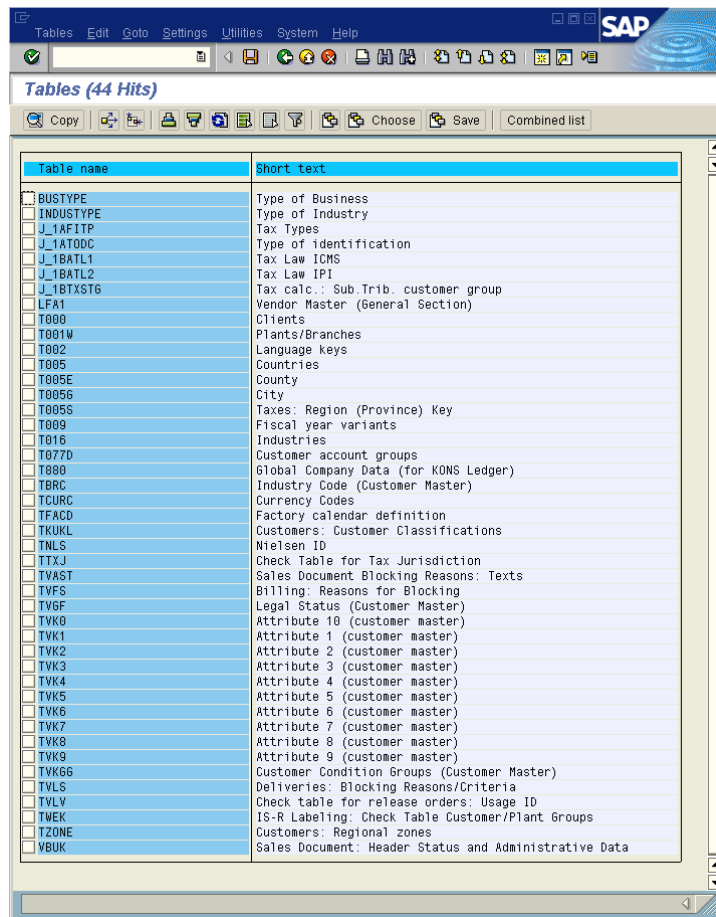 Tables Edit Goto Settings Utilities System Help
SAP
Tables (44 Hits)
Copy Choose Save Combined list
Table name Short text
BUSTYPE Type of Business
INDUSTYPE Type of Industry
J_1AFITP Tax Types
J_1ATODC Type of identification
J_1BATL1 Tax Law ICMS
J_1BATL2 Tax Law IPI
J_1BTXSTG Tax calc.: Sub.Trib. customer group
LFA1 Vendor Master (General Section)
T000 Clients
T001W Plants/Branches
T002 Language keys
T005 Countries
T005E County
T005G City
T005S Taxes: Region (Province) Key
T009 Fiscal year variants
T016 Industries
T077D Customer account groups
T880 Global Company Data (for KONS Ledger)
TBRC Industry Code (Customer Master)
TCURC Currency Codes
TFACD Factory calendar definition
TKUKL Customers: Customer Classifications
TNLS Nielsen ID
TTXJ Check Table for Tax Jurisdiction
TVAST Sales Document Blocking Reasons: Texts
TVFS Billing: Reasons for Blocking
TVGF Legal Status (Customer Master)
TVK0 Attribute 10 (customer master)
TVK1 Attribute 1 (customer master)
TVK2 Attribute 2 (customer master)
TVK3 Attribute 3 (customer master)
TVK4 Attribute 4 (customer master)
TVK5 Attribute 5 (customer master)
TVK6 Attribute 6 (customer master)
TVK7 Attribute 7 (customer master)
TVK8 Attribute 8 (customer master)
TVK9 Attribute 9 (customer master)
TVKGG Customer Condition Groups (Customer Master)
TVLS Deliveries: Blocking Reasons/Criteria
TVLV Check table for release orders: Usage ID
TWEK IS-R Labeling: Check Table Customer/Plant Groups
TZONE Customers: Regional zones
VBUK Sales Document: Header Status and Administrative Data